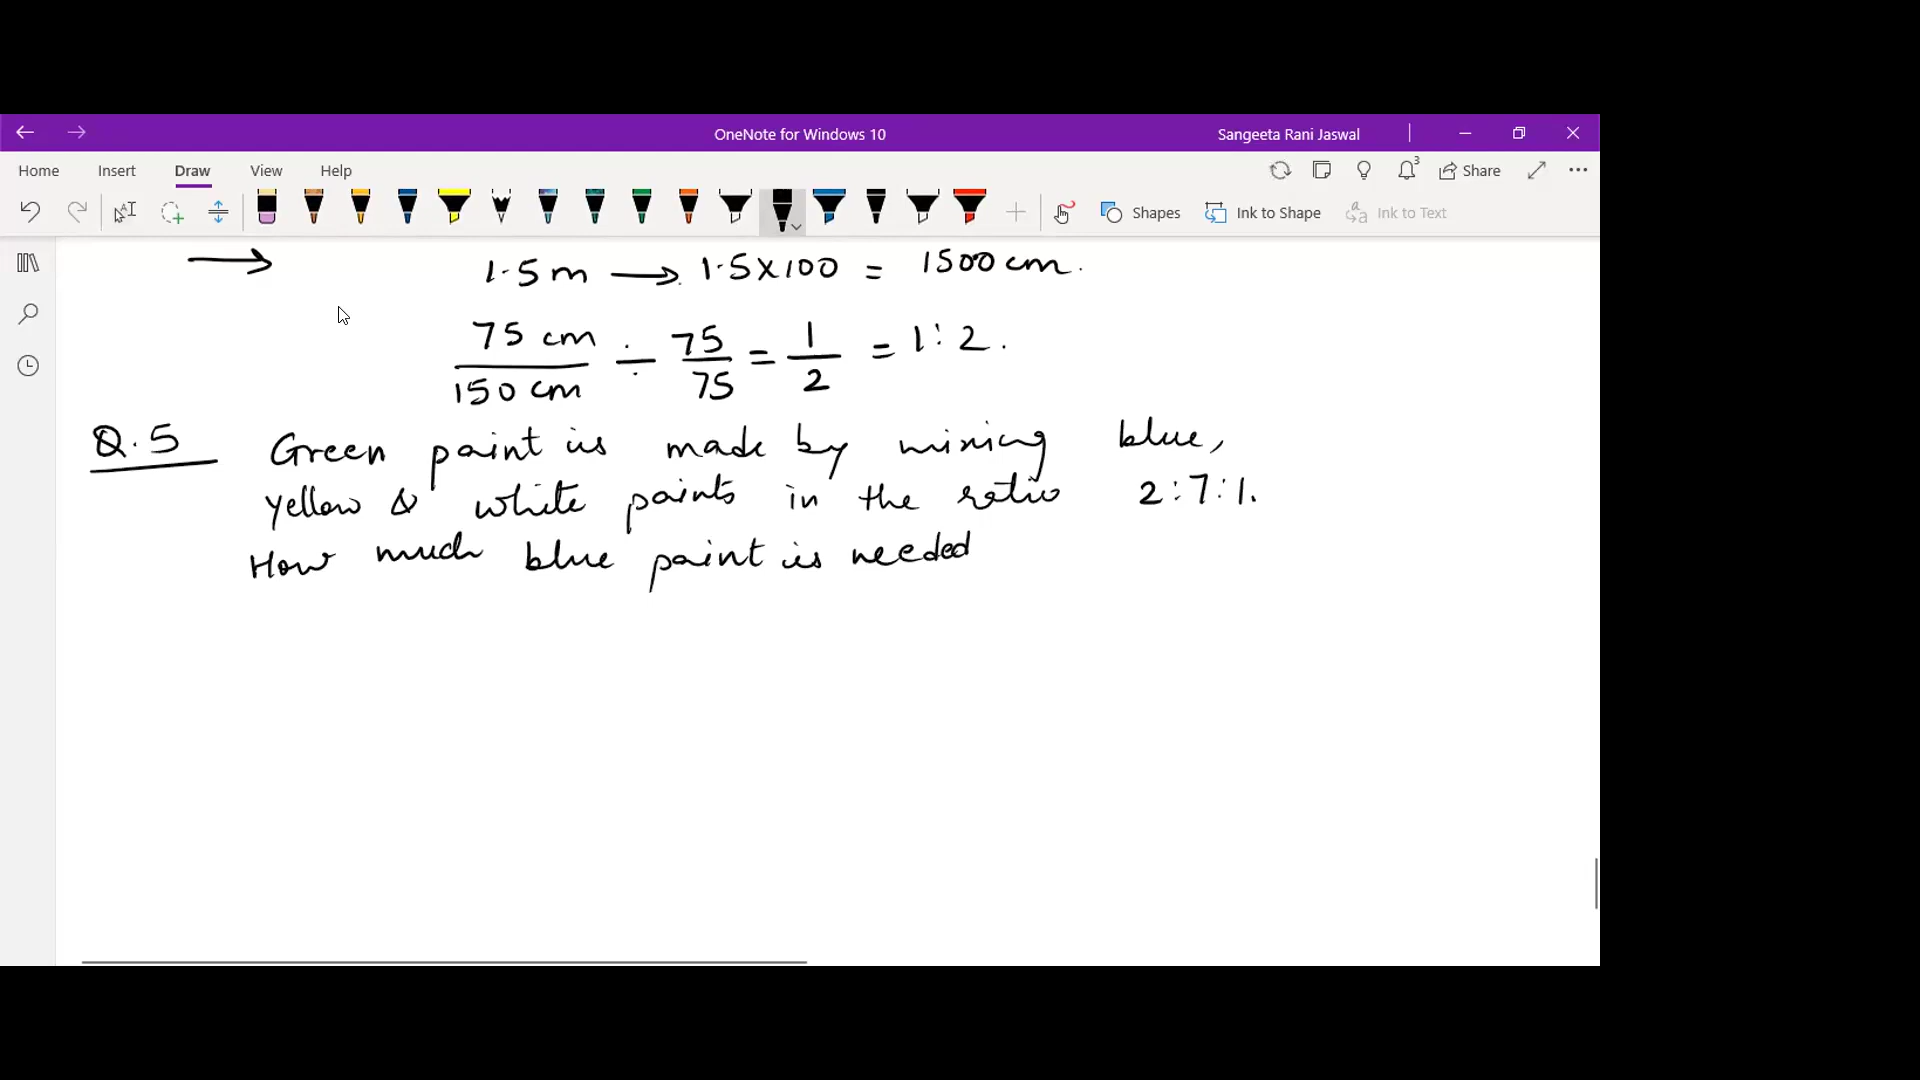 OneNote for Windows 10
Sangeeta Rani Jaswal
Home Insert Draw View Help
3
Share
Shapes
Ink to Shape
Ink to Text
1.5 m → 1.5×100 = 1500 cm.
75 cm / 150 cm ÷ 75/75 = 1/2 = 1:2.
Q.5 Green paint is made by mixing blue,
yellow & white paints in the ratio 2:7:1.
How much blue paint is needed